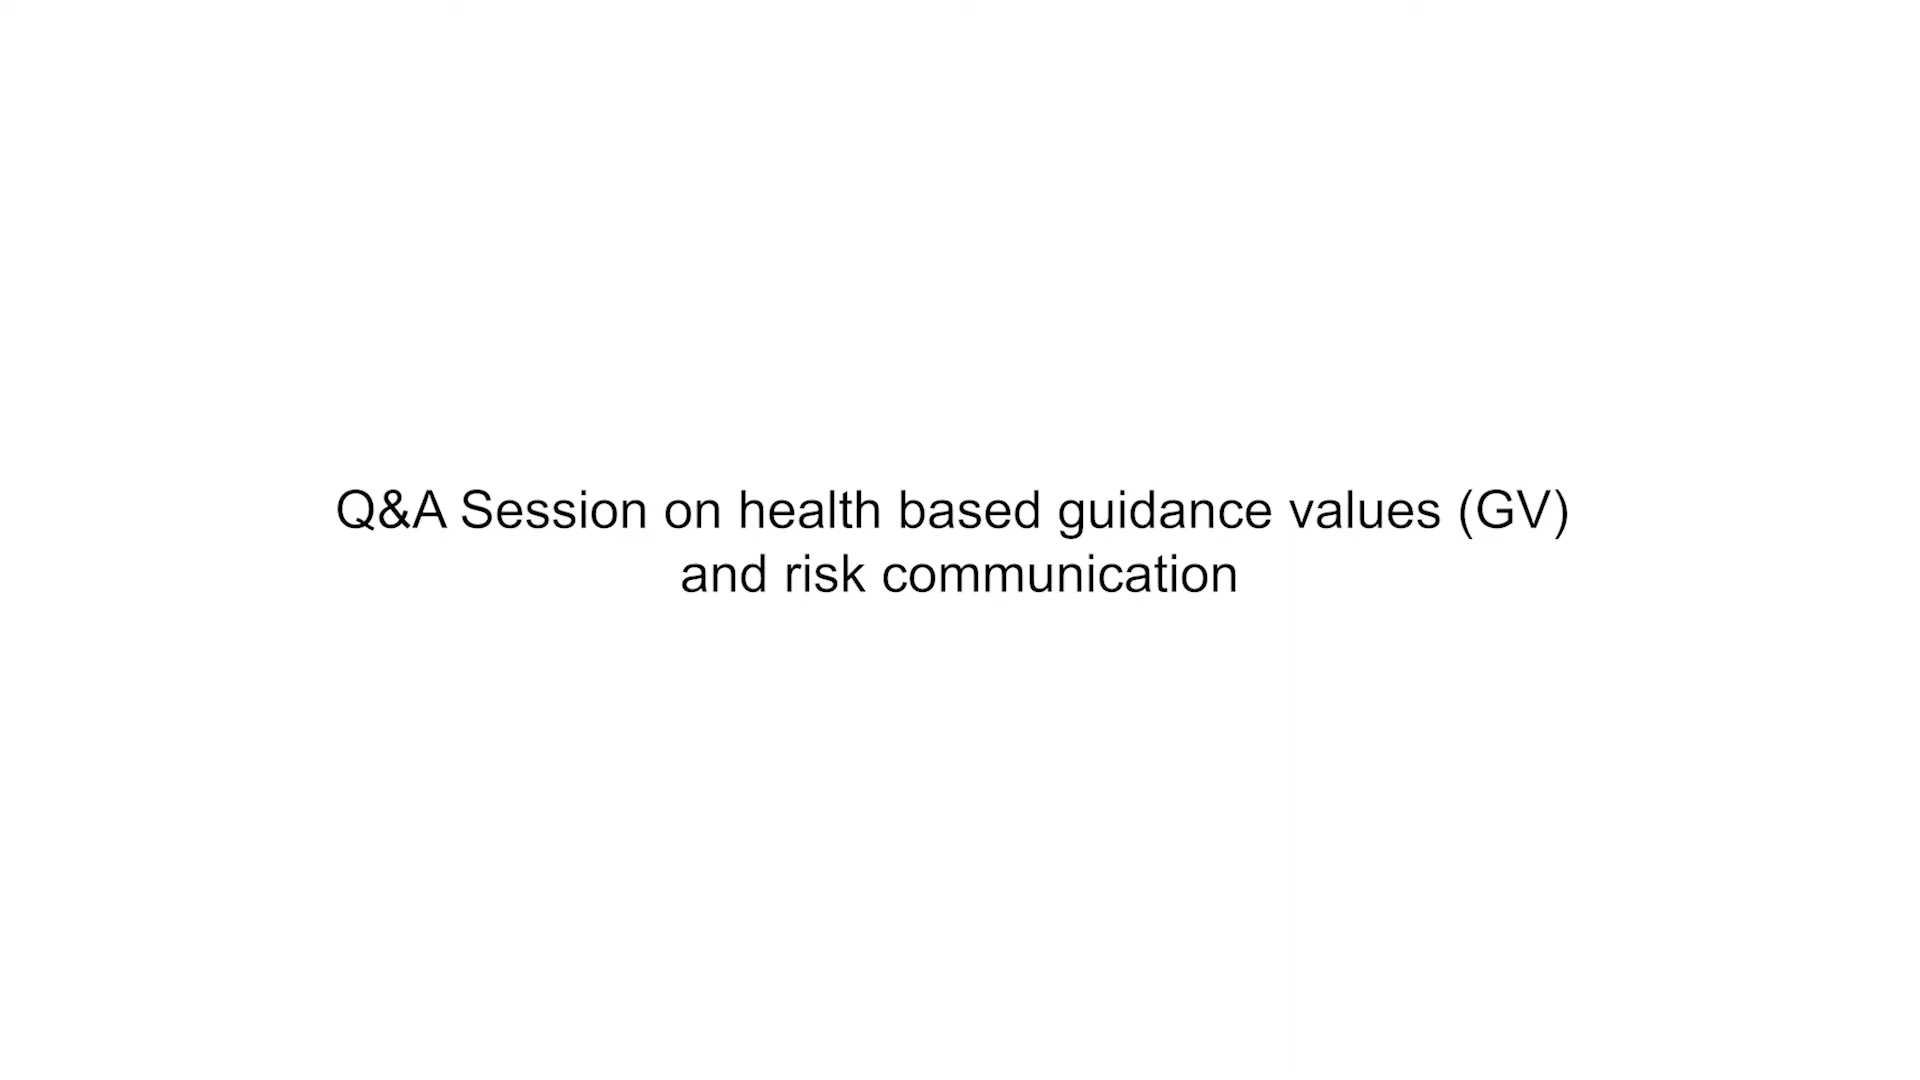 Q&A Session on health based guidance values (GV)
and risk communication